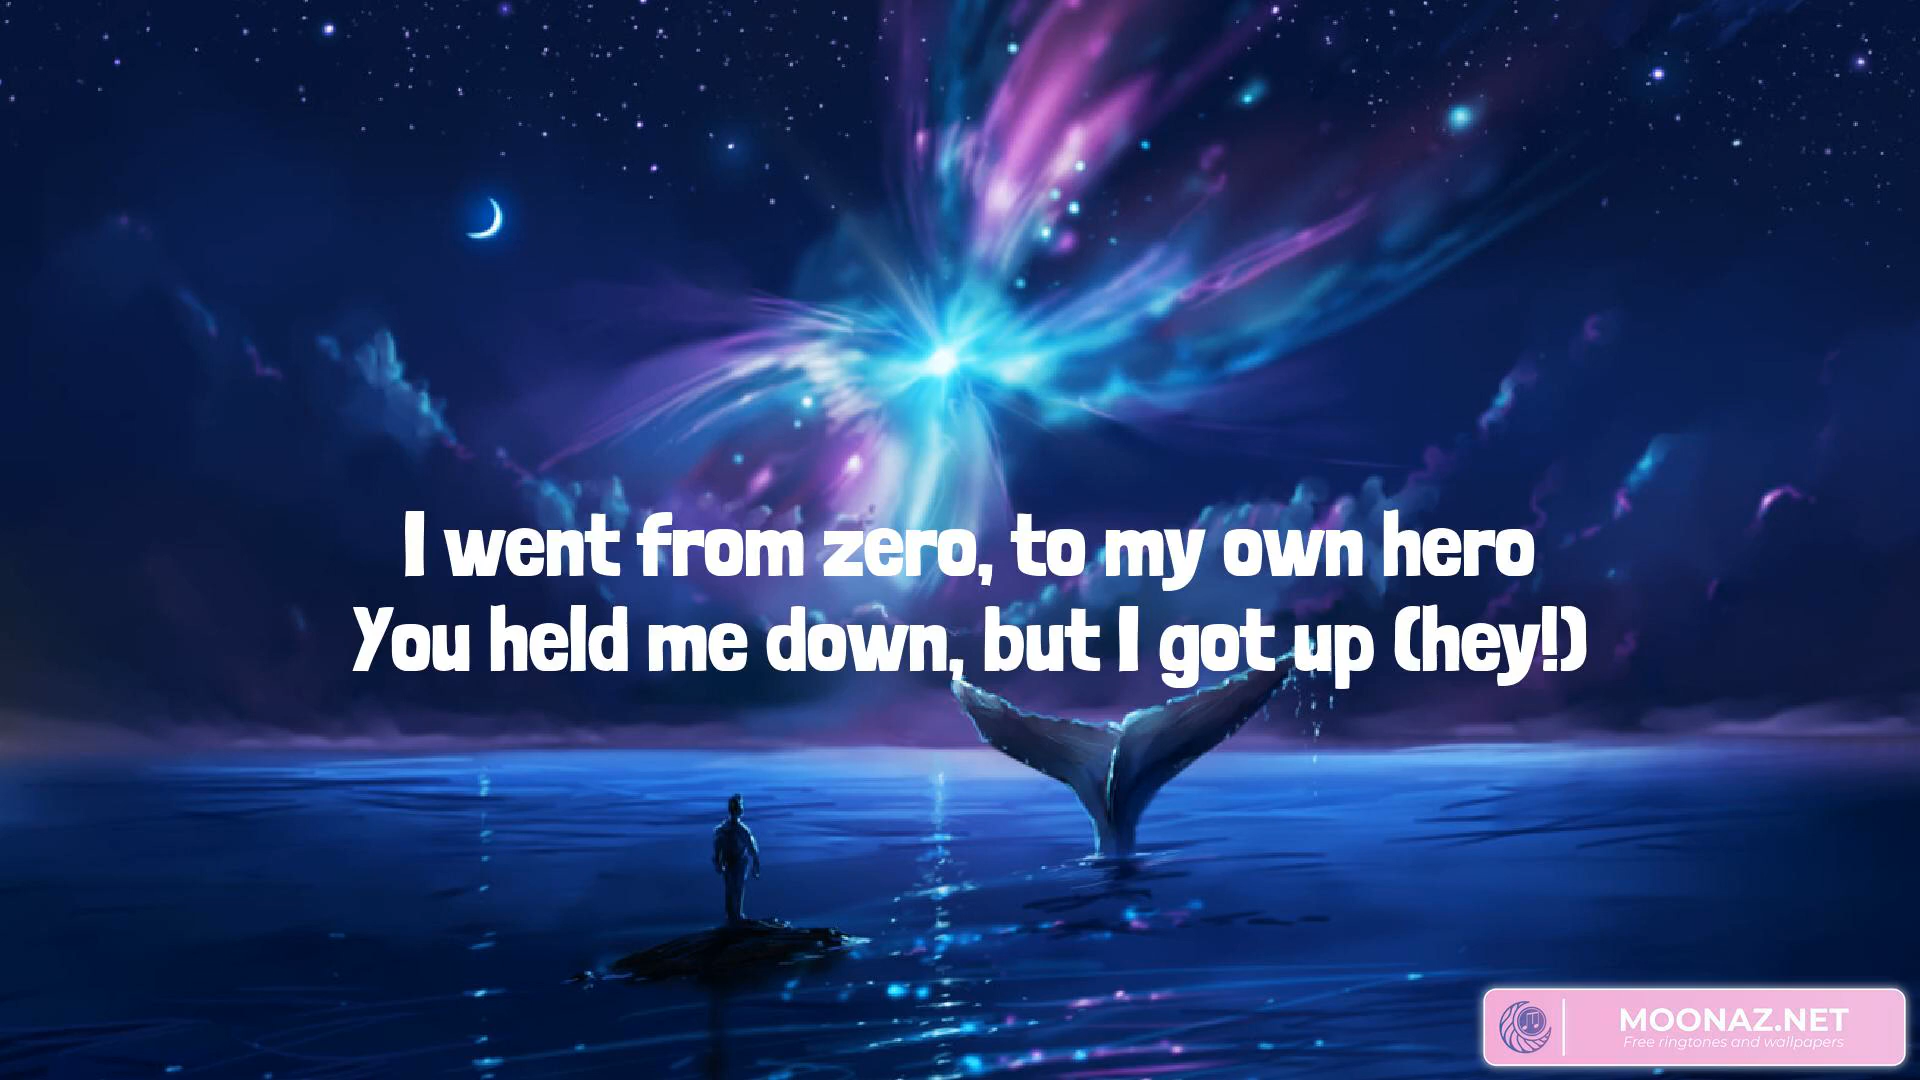 I went from zero, to my own hero
You held me down, but I got up (hey!)
MOONAZ.NET
Free ringtones and wallpapers